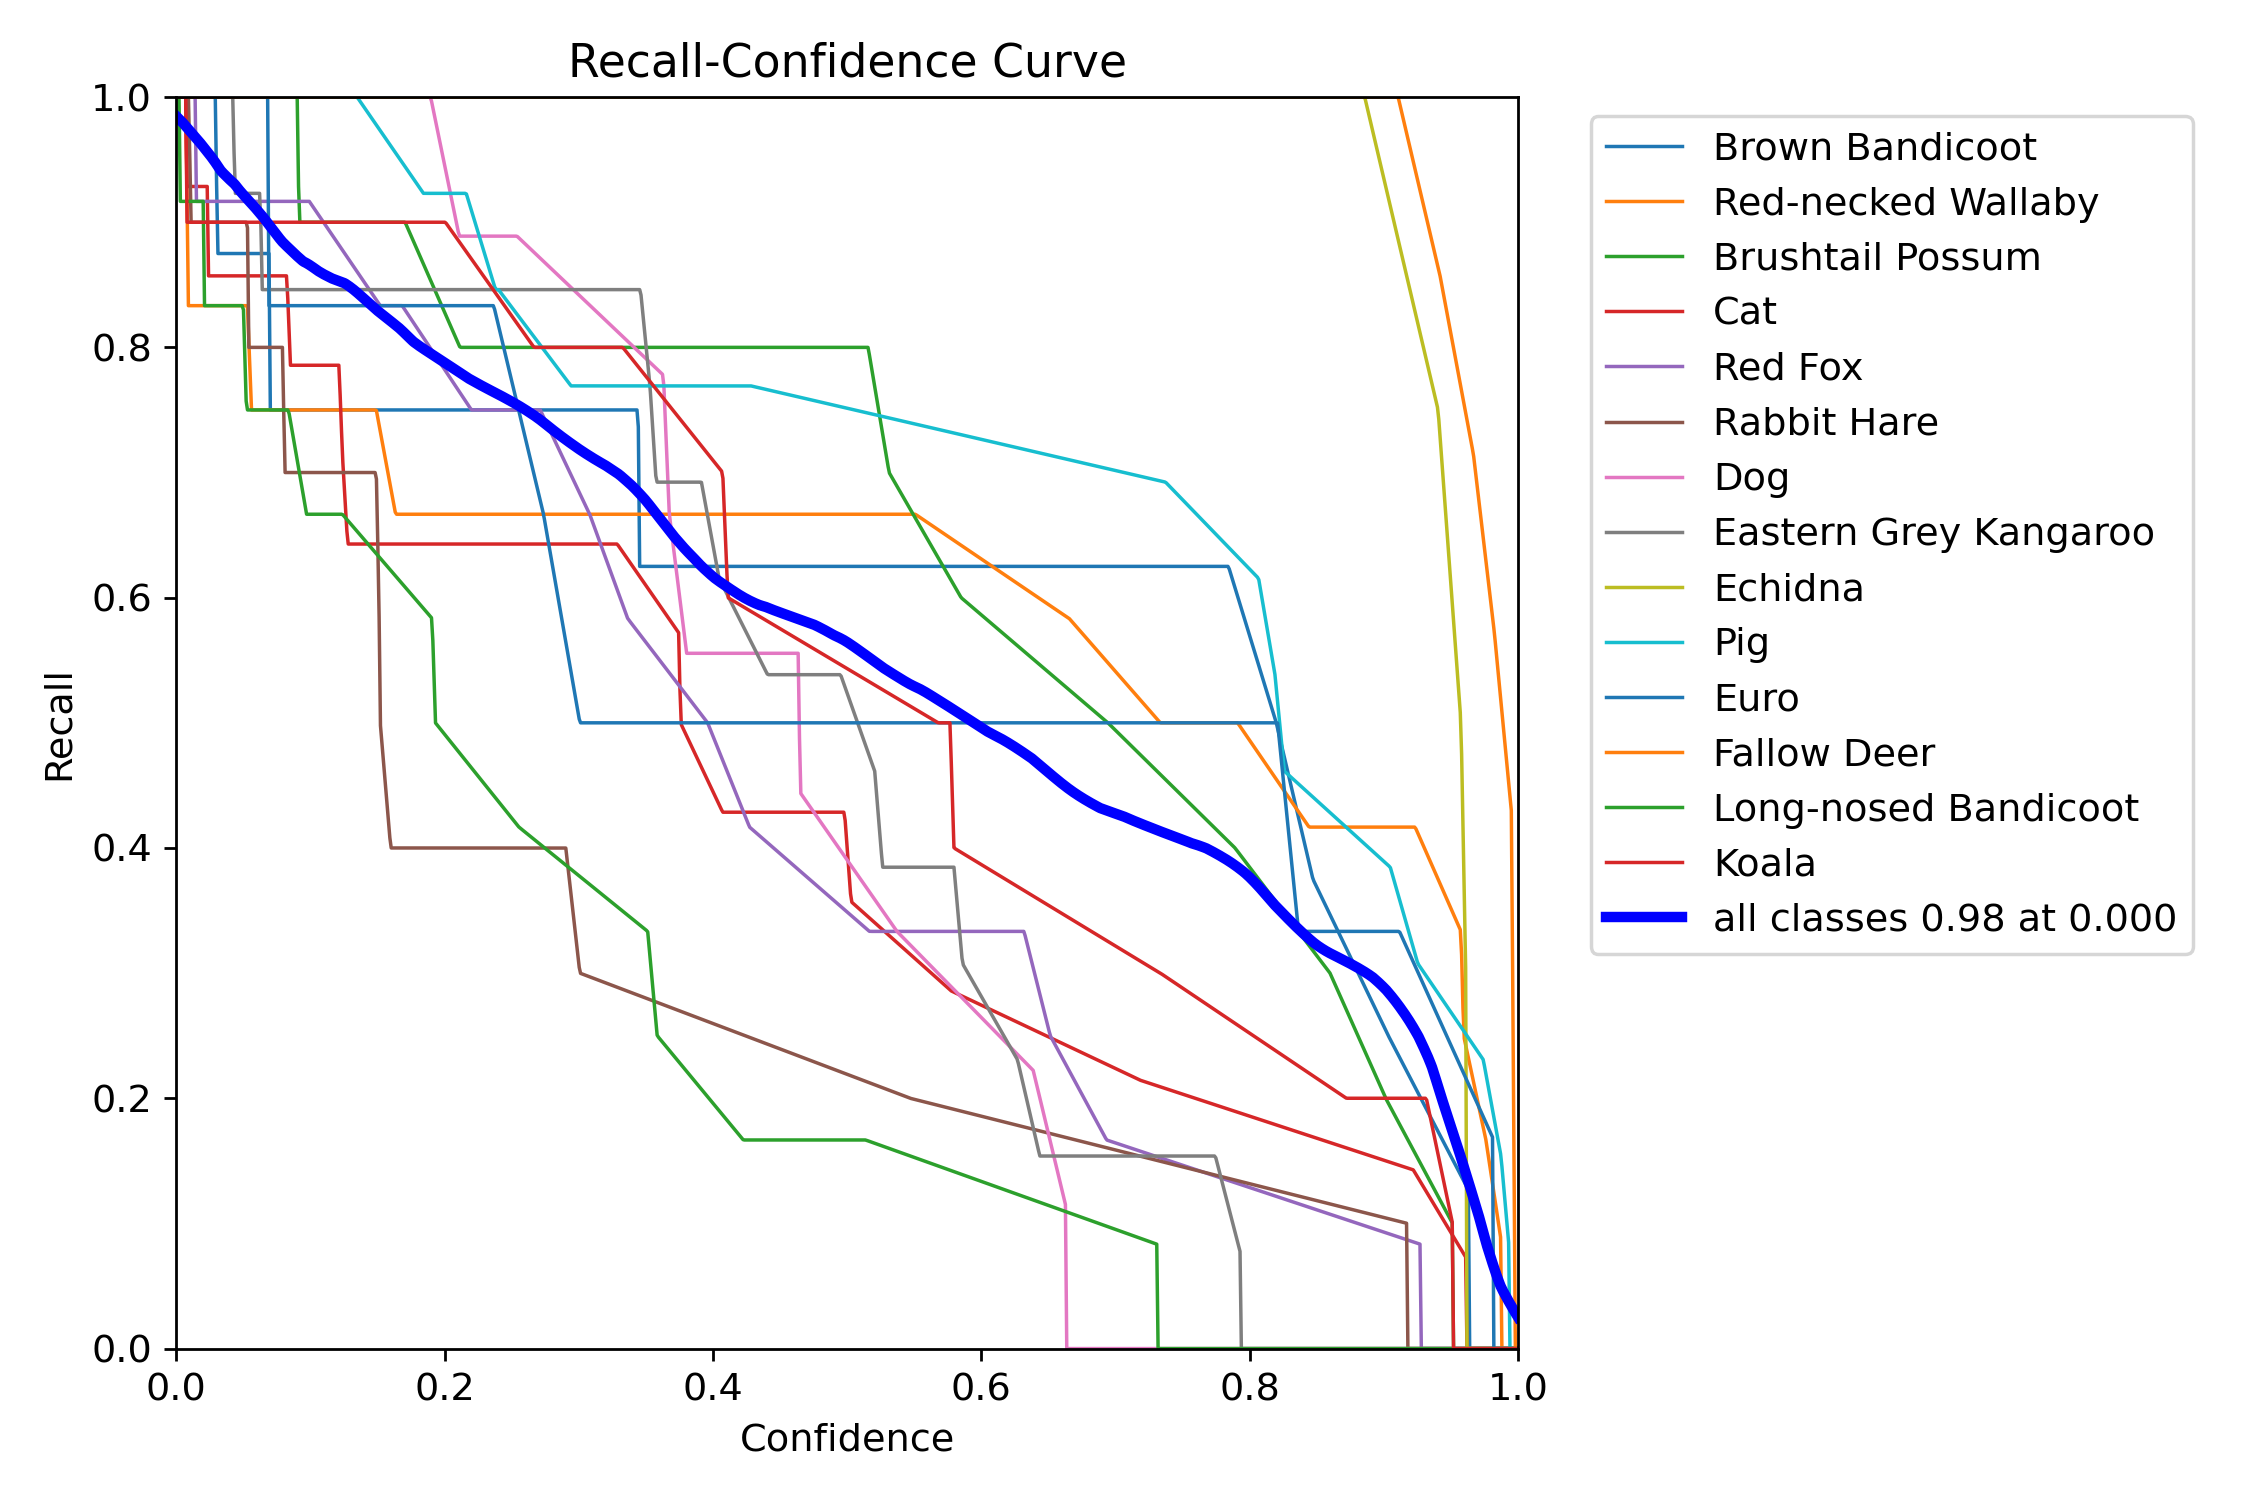 Recall-Confidence Curve
1.0
0.8
0.6
0.4
0.2
0.0
Recall
0.0 0.2 0.4 0.6 0.8 1.0
Confidence
Brown Bandicoot
Red-necked Wallaby
Brushtail Possum
Cat
Red Fox
Rabbit Hare
Dog
Eastern Grey Kangaroo
Echidna
Pig
Euro
Fallow Deer
Long-nosed Bandicoot
Koala
all classes 0.98 at 0.000